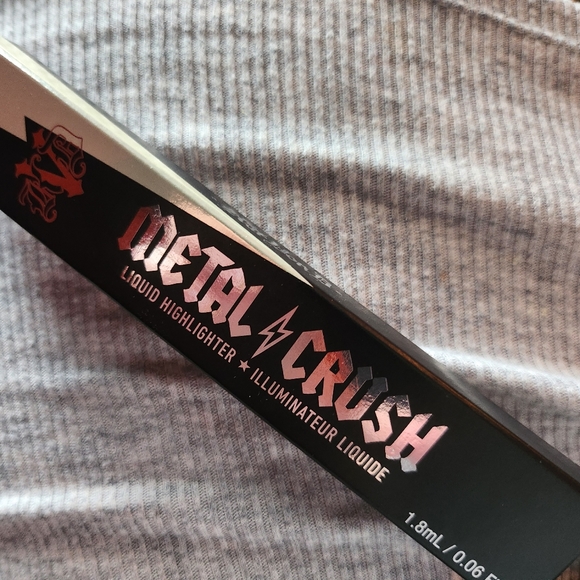 KVD
METAL CRUSH
LIQUID HIGHLIGHTER ★ ILLUMINATEUR LIQUIDE
1.8mL / 0.06